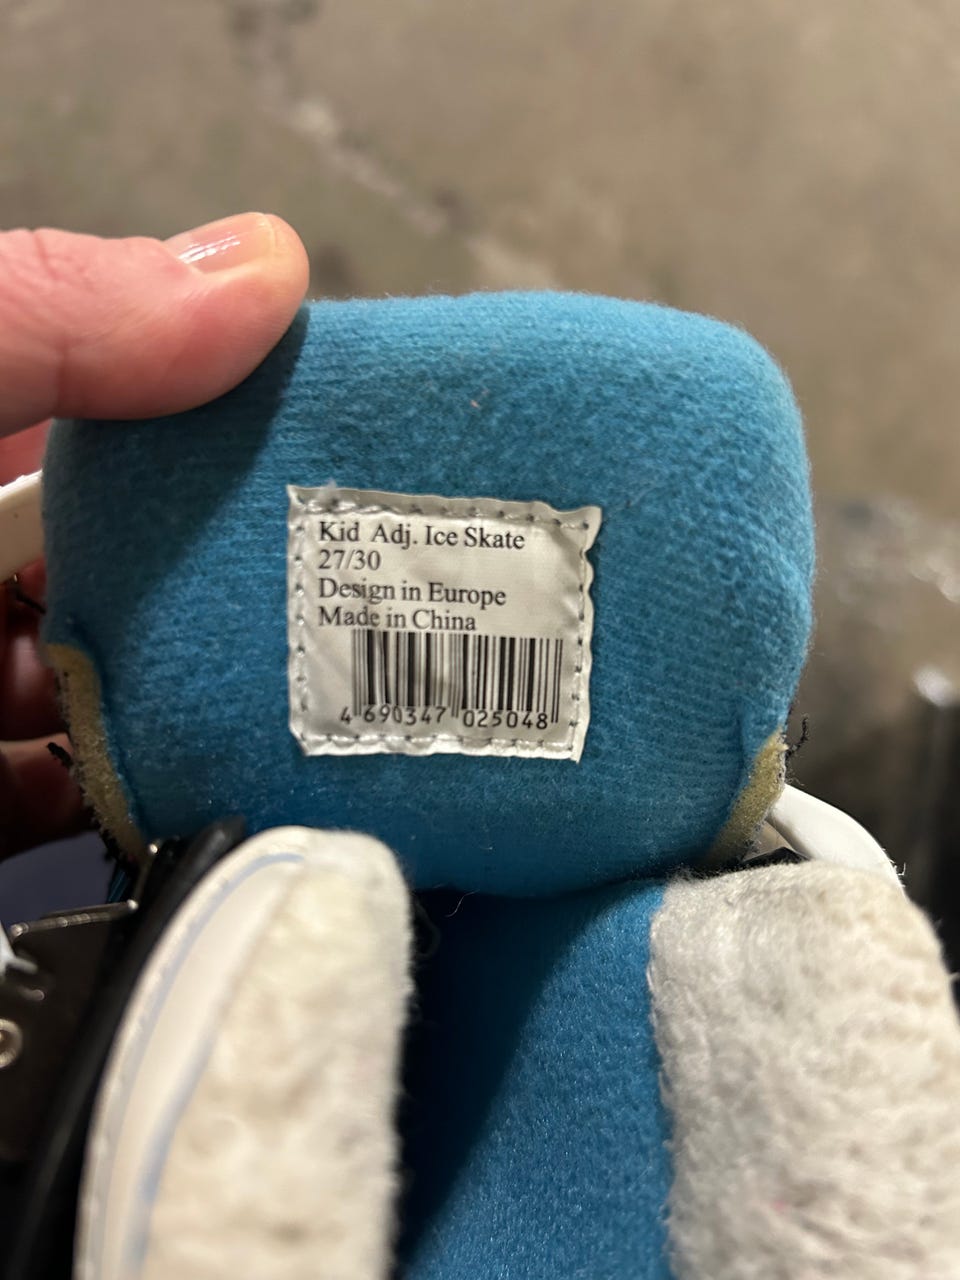 Kid Adj. Ice Skate
27/30
Design in Europe
Made in China
4 690347 025048